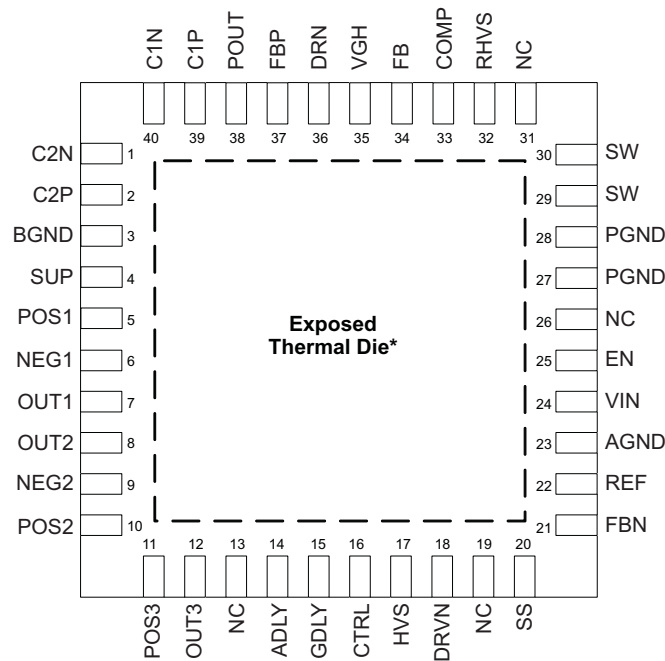 C1N
C1P
POUT
FBP
DRN
VGH
FB
COMP
RHVS
NC
40
39
38
37
36
35
34
33
32
31
C2N 1
C2P 2
BGND 3
SUP 4
POS1 5
NEG1 6
OUT1 7
OUT2 8
NEG2 9
POS2 10
Exposed
Thermal Die*
30 SW
29 SW
28 PGND
27 PGND
26 NC
25 EN
24 VIN
23 AGND
22 REF
21 FBN
11
12
13
14
15
16
17
18
19
20
POS3
OUT3
NC
ADLY
GDLY
CTRL
HVS
DRVN
NC
SS